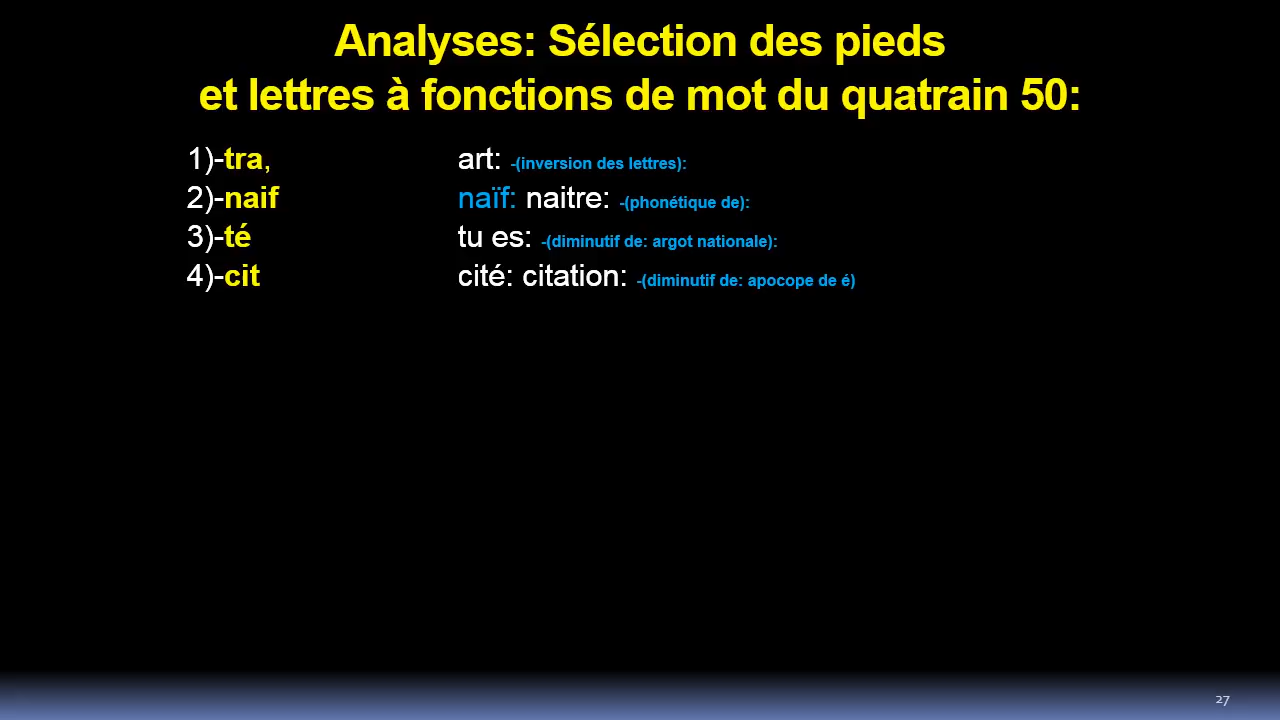 Analyses: Sélection des pieds
et lettres à fonctions de mot du quatrain 50:
1)-tra, art: -(inversion des lettres):
2)-naif naïf: naitre: -(phonétique de):
3)-té tu es: -(diminutif de: argot nationale):
4)-cit cité: citation: -(diminutif de: apocope de é)
27